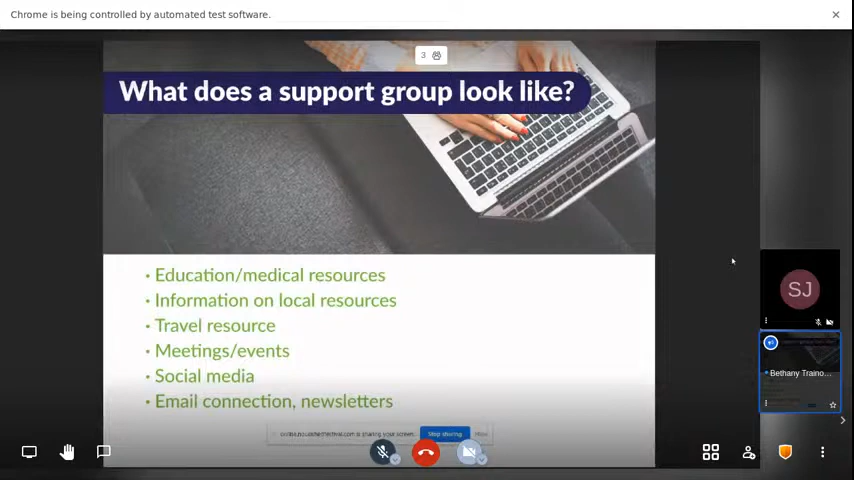 Chrome is being controlled by automated test software.
3
What does a support group look like?
• Education/medical resources
• Information on local resources
• Travel resource
• Meetings/events
• Social media
• Email connection, newsletters
SJ
Bethany Traino...
is sharing your screen.
Stop sharing
Hide